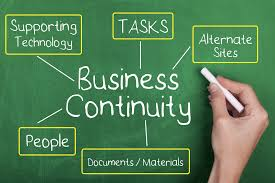 Supporting
Technology
TASKS
Alternate
Sites
Business
Continuity
People
Documents / Materials